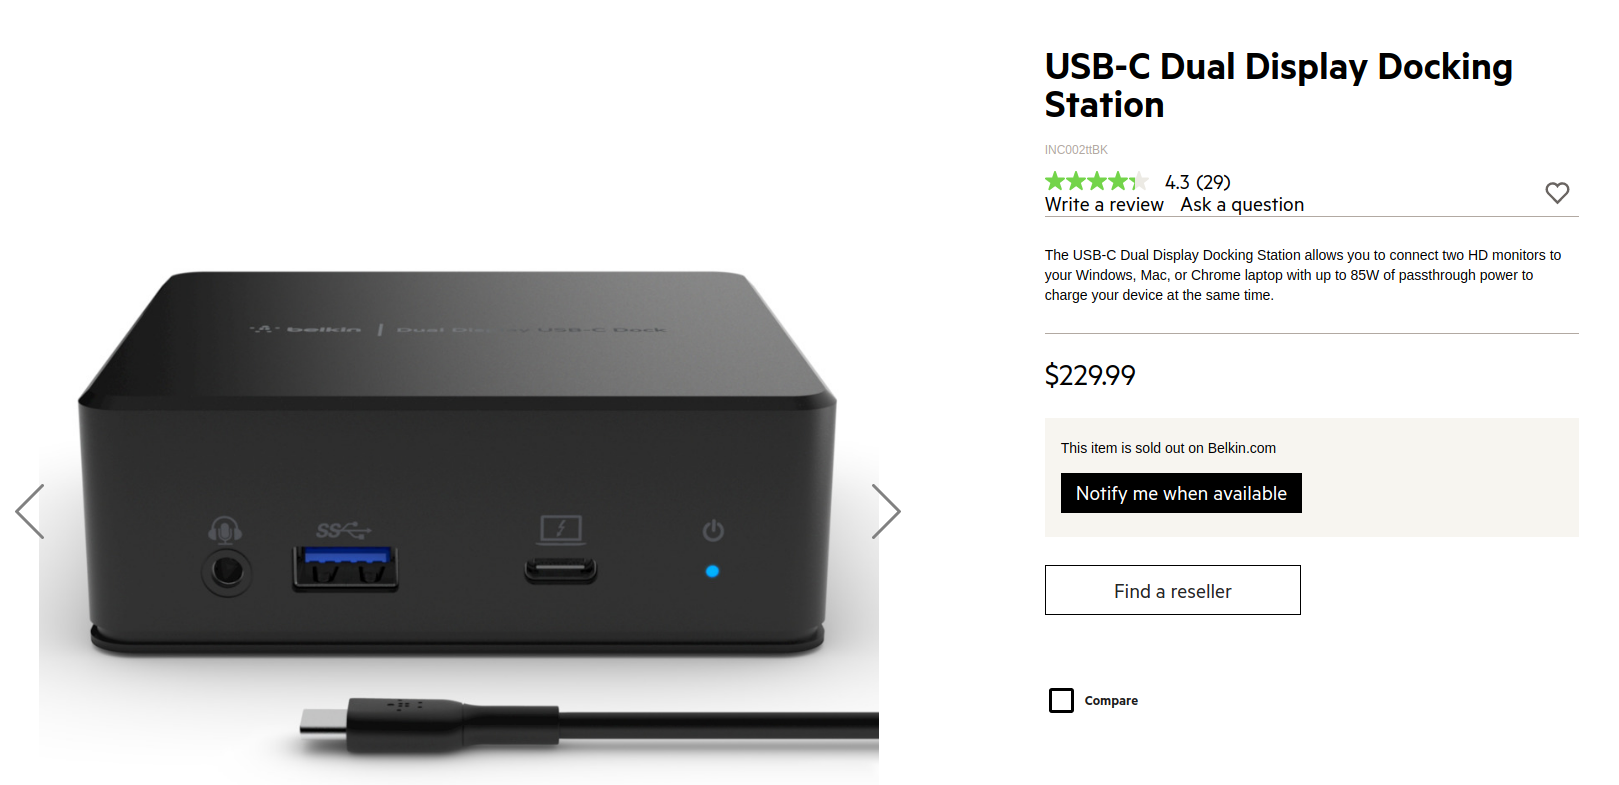 USB-C Dual Display Docking
Station
INC002ttBK
4.3 (29)
Write a review Ask a question
The USB-C Dual Display Docking Station allows you to connect two HD monitors to
your Windows, Mac, or Chrome laptop with up to 85W of passthrough power to
charge your device at the same time.
$229.99
This item is sold out on Belkin.com
Notify me when available
Find a reseller
Compare
belkin | Dual Display USB-C Dock
SS